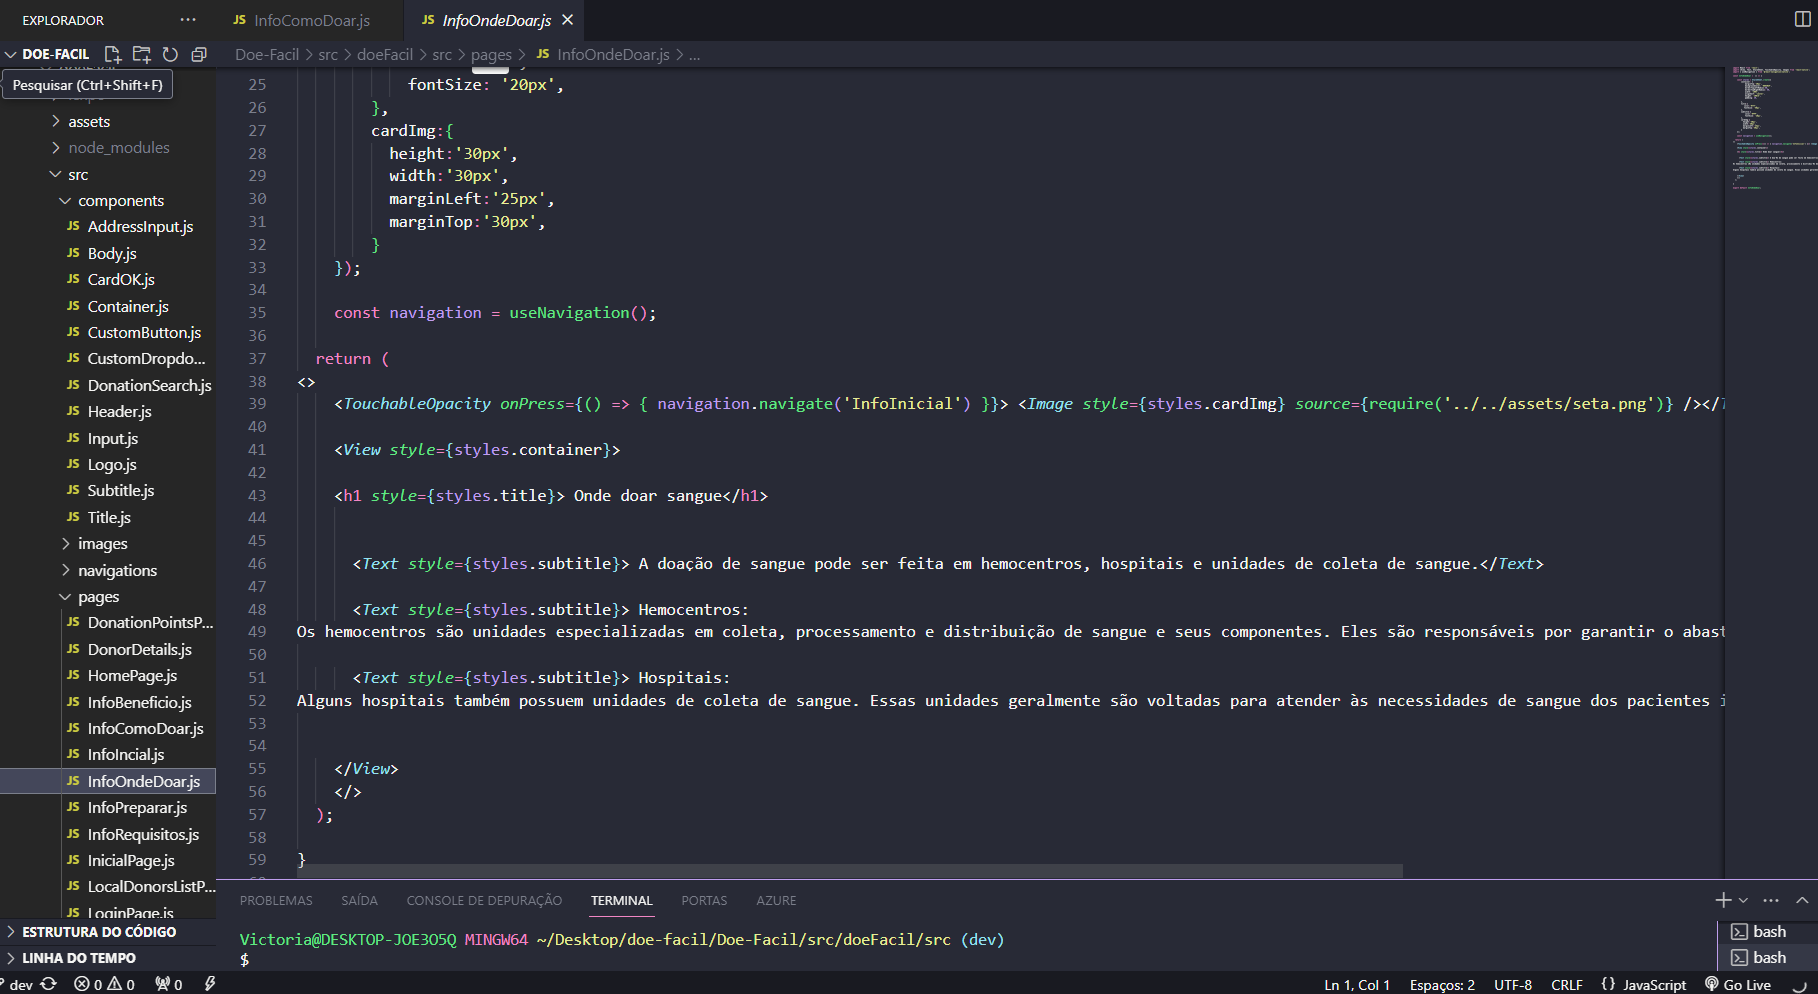 EXPLORADOR
InfoComoDoar.js
InfoOndeDoar.js
DOE-FACIL
Doe-Facil > src > doeFacil > src > pages > JS InfoOndeDoar.js > ...
Pesquisar (Ctrl+Shift+F)
assets
node_modules
src
components
JS AddressInput.js
JS Body.js
JS CardOK.js
JS Container.js
JS CustomButton.js
JS CustomDropdo...
JS DonationSearch.js
JS Header.js
JS Input.js
JS Logo.js
JS Subtitle.js
JS Title.js
images
navigations
pages
JS DonationPointsP...
JS DonorDetails.js
JS HomePage.js
JS InfoBeneficio.js
JS InfoComoDoar.js
JS InfoIncial.js
JS InfoOndeDoar.js
JS InfoPreparar.js
JS InfoRequisitos.js
JS InicialPage.js
JS LocalDonorsListP...
JS LoginPage.js
ESTRUTURA DO CÓDIGO
LINHA DO TEMPO
25 fontSize: '20px',
26 },
27 cardImg:{
28 height:'30px',
29 width:'30px',
30 marginLeft:'25px',
31 marginTop:'30px',
32 }
33 });
34
35 const navigation = useNavigation();
36
37 return (
38 <>
39 <TouchableOpacity onPress={() => { navigation.navigate('InfoInicial') }}> <Image style={styles.cardImg} source={require('../../assets/seta.png')} /></
40
41 <View style={styles.container}>
42
43 <h1 style={styles.title}> Onde doar sangue</h1>
44
45
46 <Text style={styles.subtitle}> A doação de sangue pode ser feita em hemocentros, hospitais e unidades de coleta de sangue.</Text>
47
48 <Text style={styles.subtitle}> Hemocentros:
49 Os hemocentros são unidades especializadas em coleta, processamento e distribuição de sangue e seus componentes. Eles são responsáveis por garantir o abast
50
51 <Text style={styles.subtitle}> Hospitais:
52 Alguns hospitais também possuem unidades de coleta de sangue. Essas unidades geralmente são voltadas para atender às necessidades de sangue dos pacientes i
53
54
55 </View>
56 </>
57 );
58
59 }
PROBLEMAS SAÍDA CONSOLE DE DEPURAÇÃO TERMINAL PORTAS AZURE
Victoria@DESKTOP-JOE3O5Q MINGW64 ~/Desktop/doe-facil/Doe-Facil/src/doeFacil/src (dev)
$
bash
bash
dev 0 0 0 Ln 1, Col 1 Espaços: 2 UTF-8 CRLF {} JavaScript Go Live